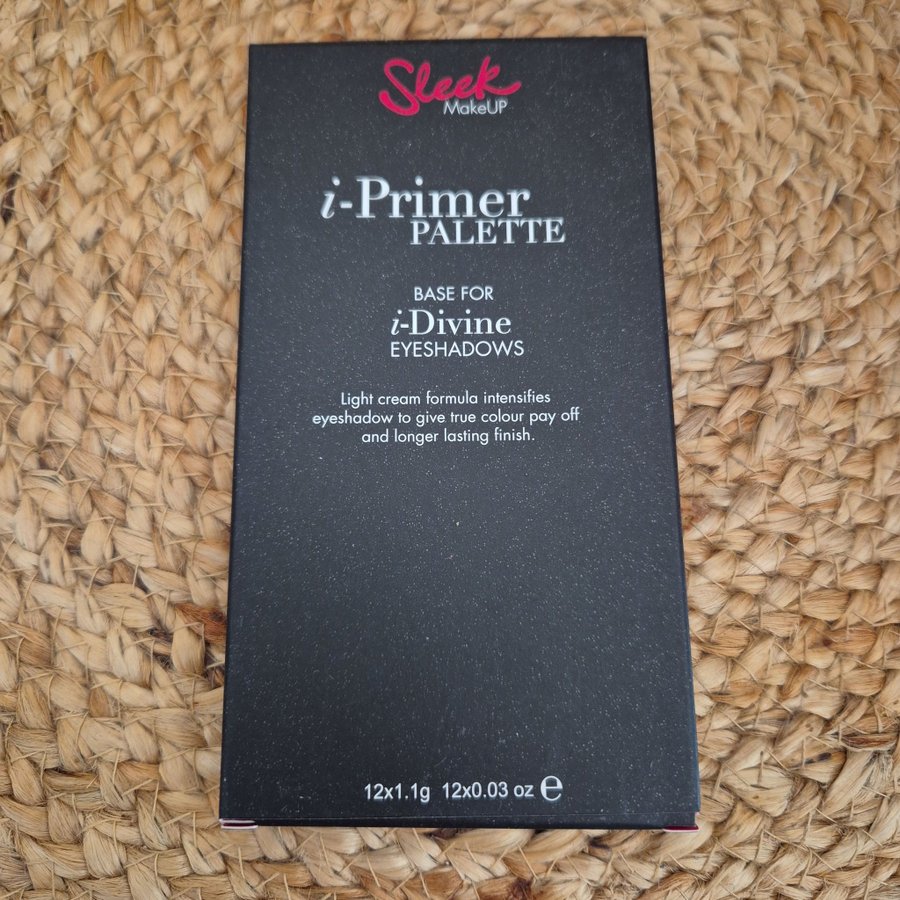 Sleek
MakeUP
i-Primer
PALETTE
BASE FOR
i-Divine
EYESHADOWS
Light cream formula intensifies
eyeshadow to give true colour pay off
and longer lasting finish.
12x1.1g 12x0.03 oz ℮